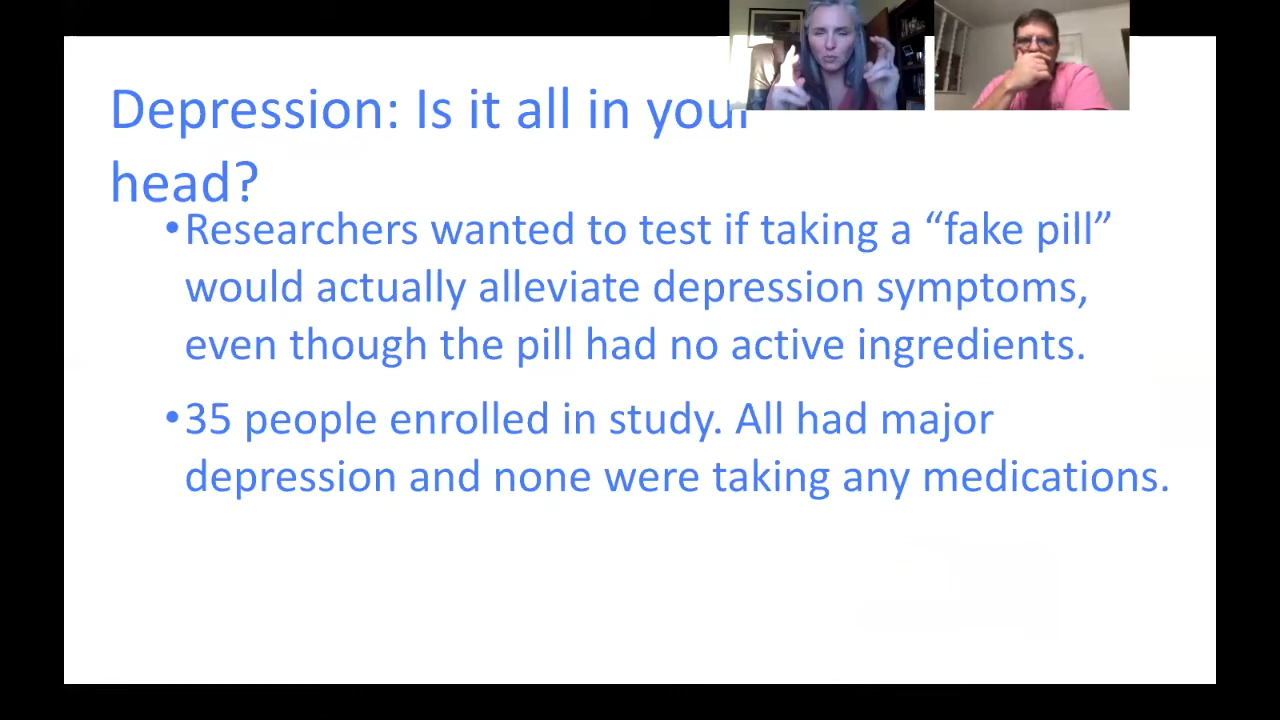 Depression: Is it all in your
head?
•Researchers wanted to test if taking a “fake pill”
would actually alleviate depression symptoms,
even though the pill had no active ingredients.
•35 people enrolled in study. All had major
depression and none were taking any medications.